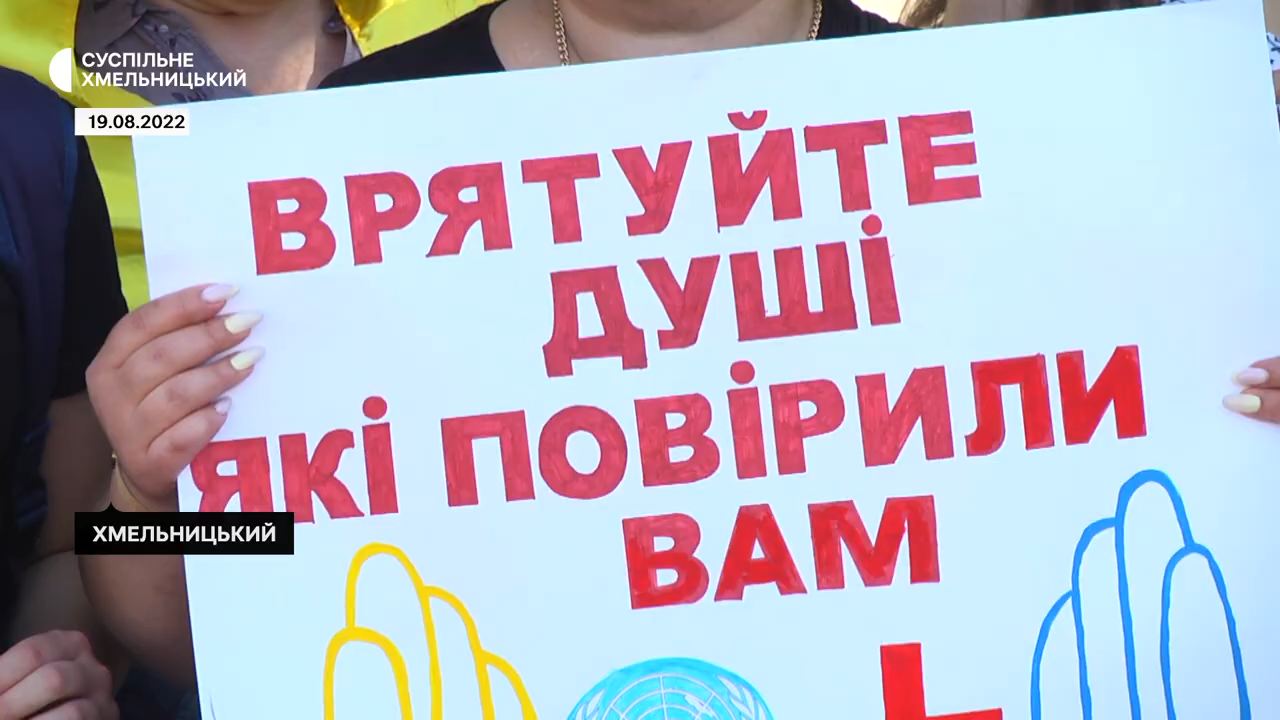 СУСПІЛЬНЕ
ХМЕЛЬНИЦЬКИЙ
19.08.2022
ВРЯТУЙТЕ
ДУШІ
ЯКІ ПОВІРИЛИ
ВАМ
ХМЕЛЬНИЦЬКИЙ